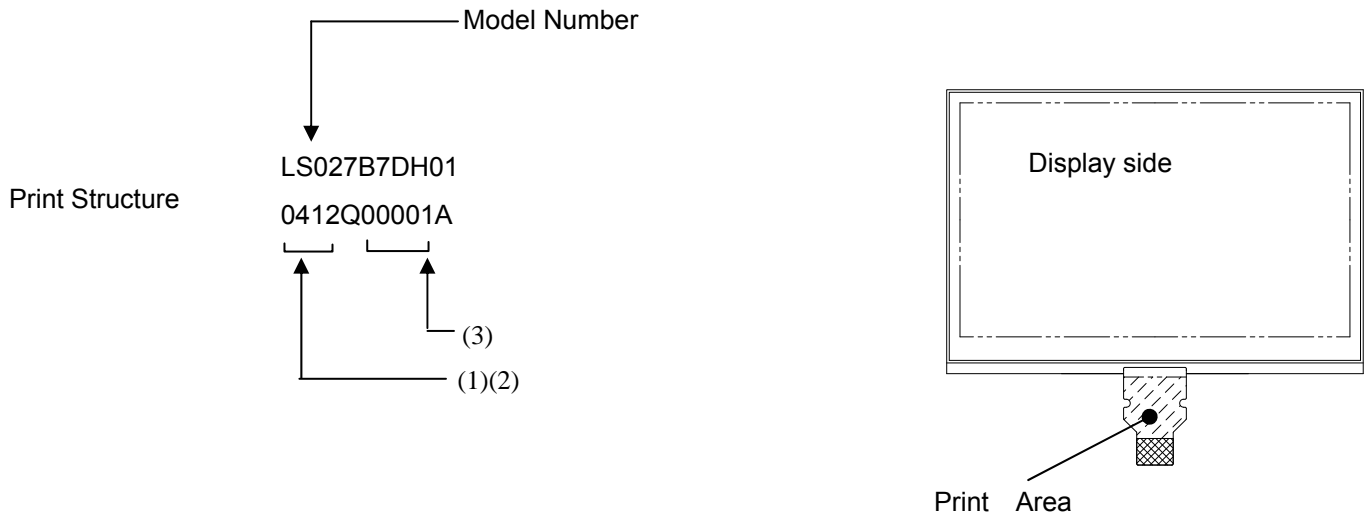 Model Number
LS027B7DH01
Print Structure
0412Q00001A
(3)
(1)(2)
Display side
Print Area